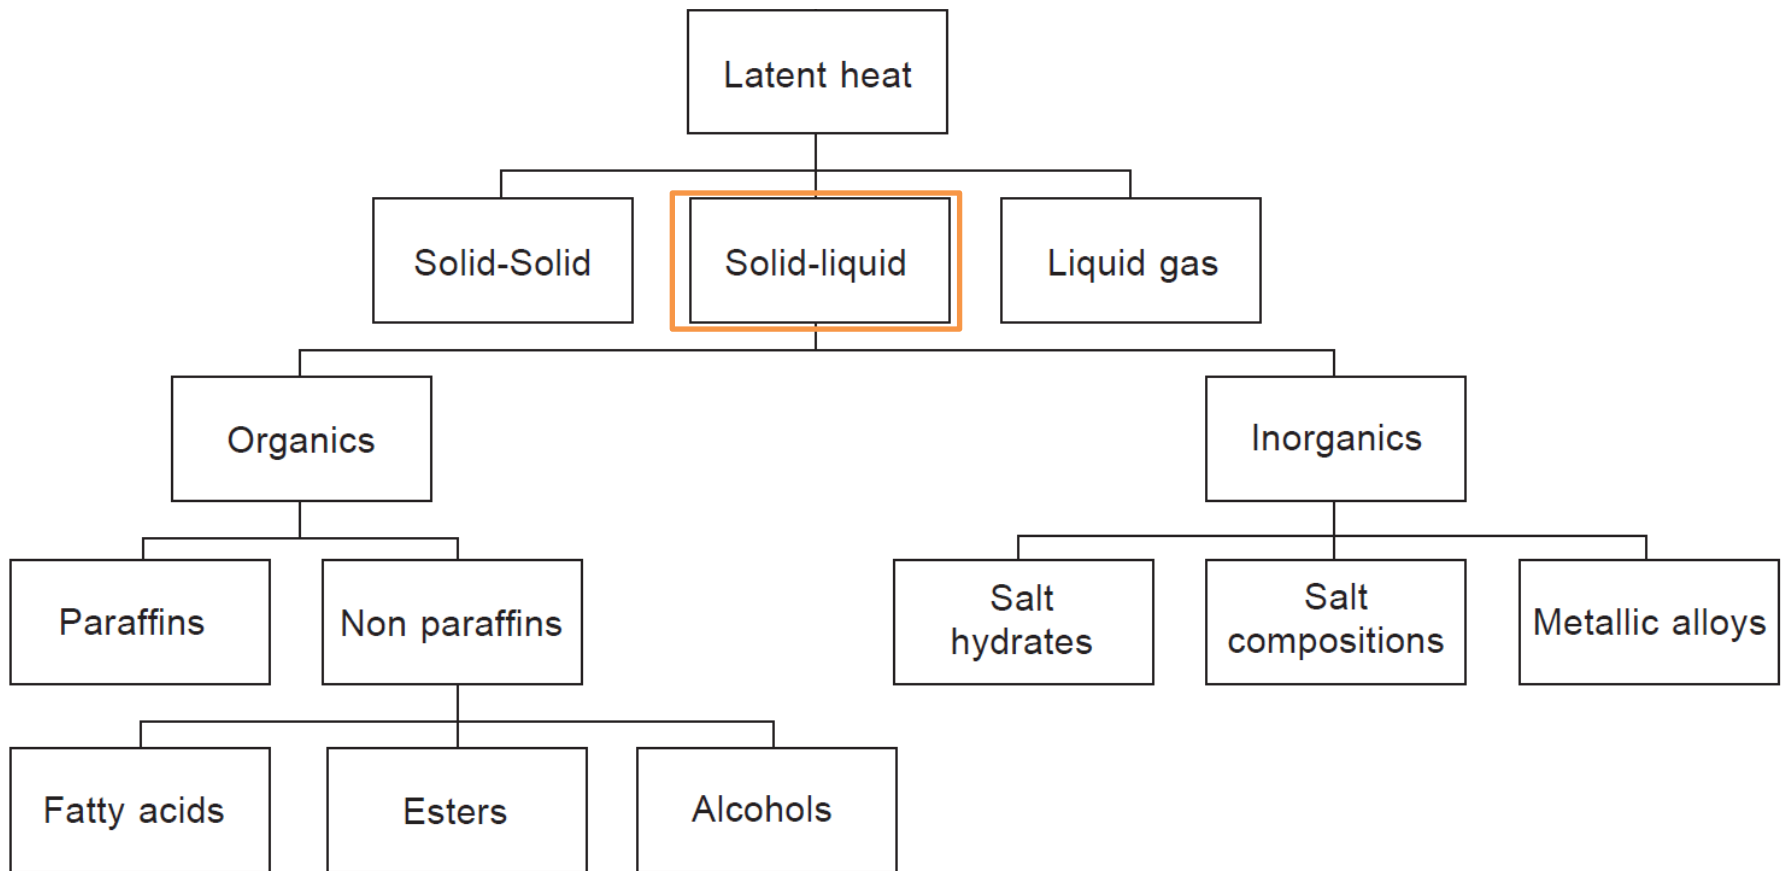 Latent heat
Solid-Solid
Solid-liquid
Liquid gas
Organics
Inorganics
Paraffins
Non paraffins
Salt
hydrates
Salt
compositions
Metallic alloys
Fatty acids
Esters
Alcohols